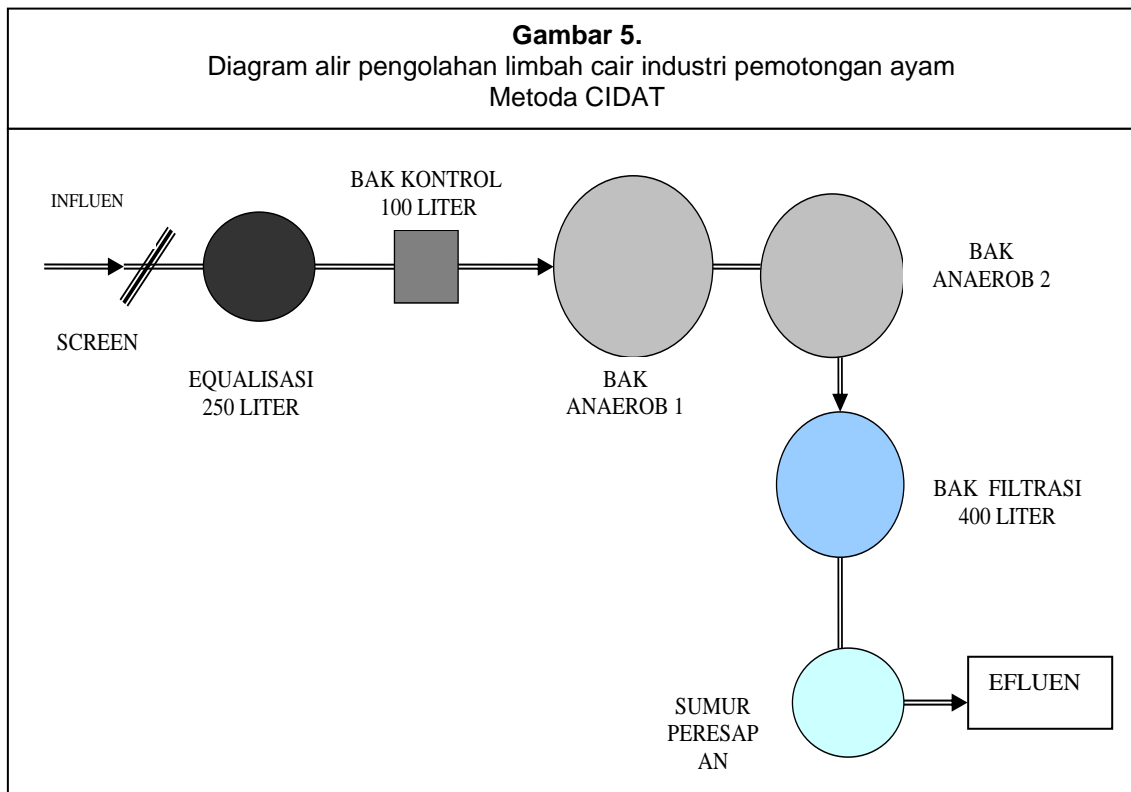 Gambar 5.
Diagram alir pengolahan limbah cair industri pemotongan ayam
Metoda CIDAT
INFLUEN
SCREEN
EQUALISASI
250 LITER
BAK KONTROL
100 LITER
BAK
ANAEROB 1
BAK
ANAEROB 2
BAK FILTRASI
400 LITER
SUMUR
PERESAP
AN
EFLUEN